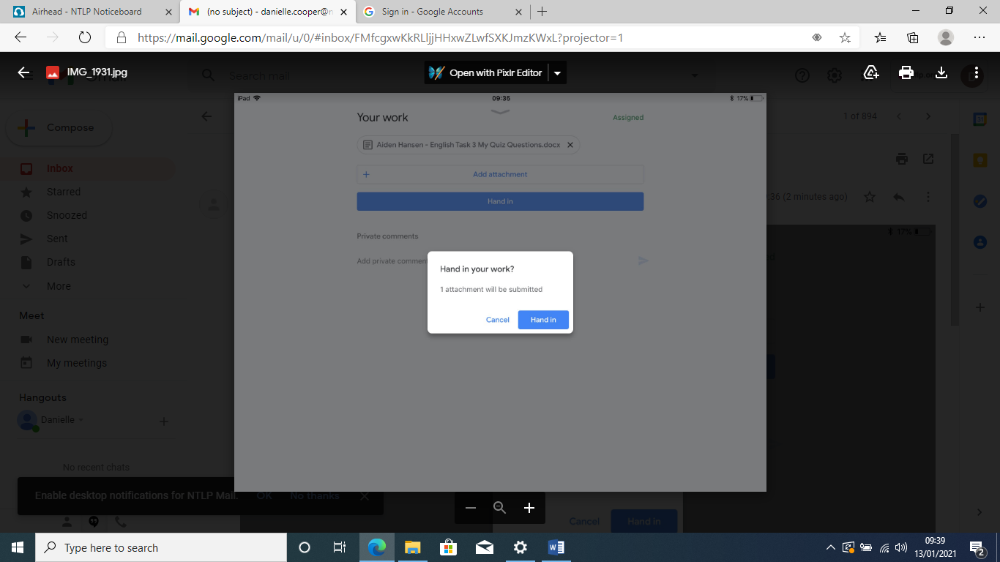 Airhead - NTLP Noticeboard
(no subject) - danielle.cooper@n
Sign in - Google Accounts
https://mail.google.com/mail/u/0/#inbox/FMfcgxwKkRLljjHHxwZLwfSXKJmzKWxL?projector=1
IMG_1931.jpg
Search mail
Open with Pixlr Editor
iPad
09:35
17%
Compose
1 of 894
Your work
Assigned
Aiden Hansen - English Task 3 My Quiz Questions.docx
Inbox
Add attachment
Starred
:36 (2 minutes ago)
Hand in
Snoozed
17%
Sent
Private comments
Drafts
Add private comment
Hand in your work?
More
1 attachment will be submitted
Meet
Cancel
Hand in
New meeting
My meetings
Hangouts
Danielle
No recent chats
Enable desktop notifications for NTLP Mail.
OK
No thanks
Cancel
Hand in
Type here to search
09:39
13/01/2021
2